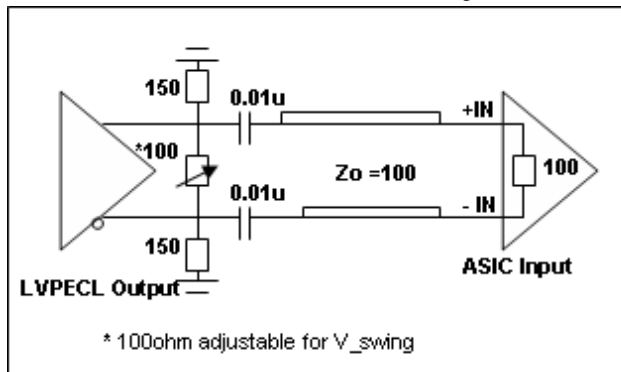 150
0.01u
+IN
*100
Zo =100
100
0.01u
- IN
150
ASIC Input
LVPECL Output
* 100ohm adjustable for V_swing